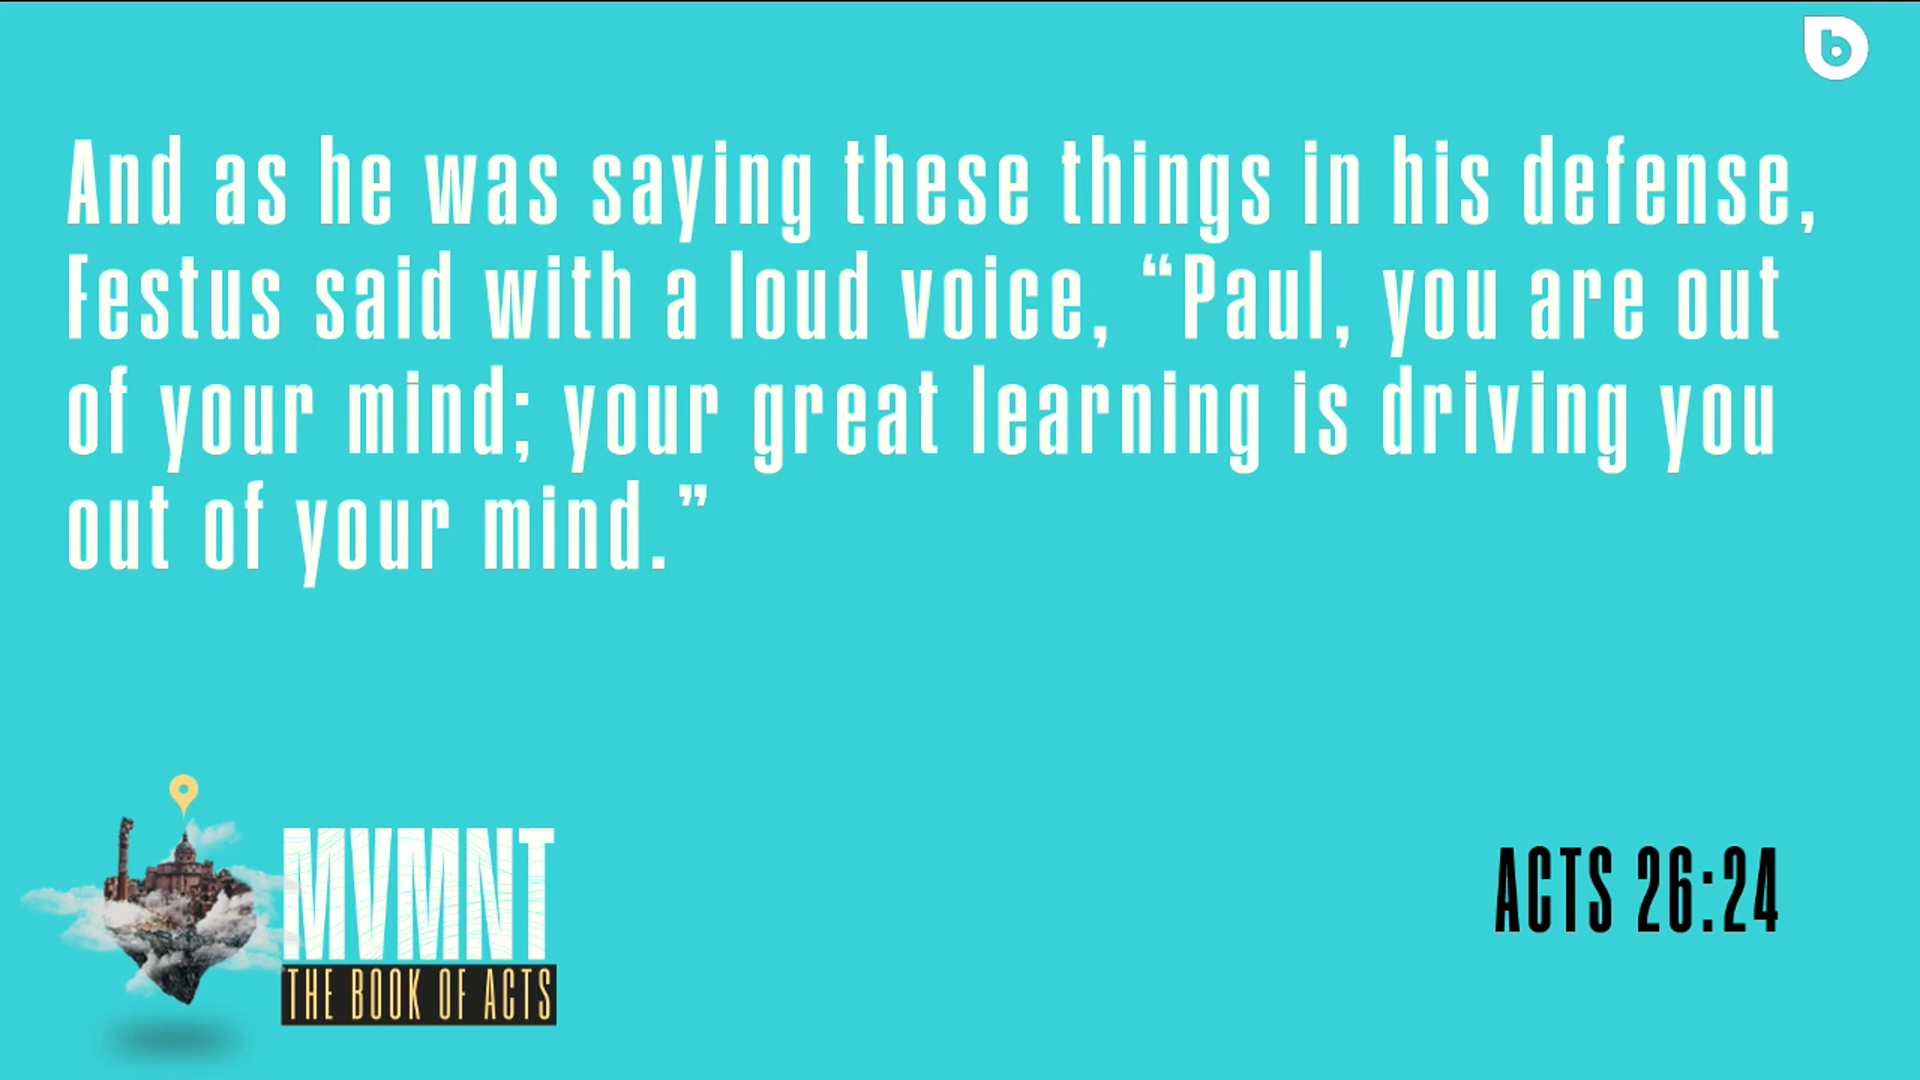 And as he was saying these things in his defense,
Festus said with a loud voice, “Paul, you are out
of your mind; your great learning is driving you
out of your mind.”
MVMNT
THE BOOK OF ACTS
ACTS 26:24
b